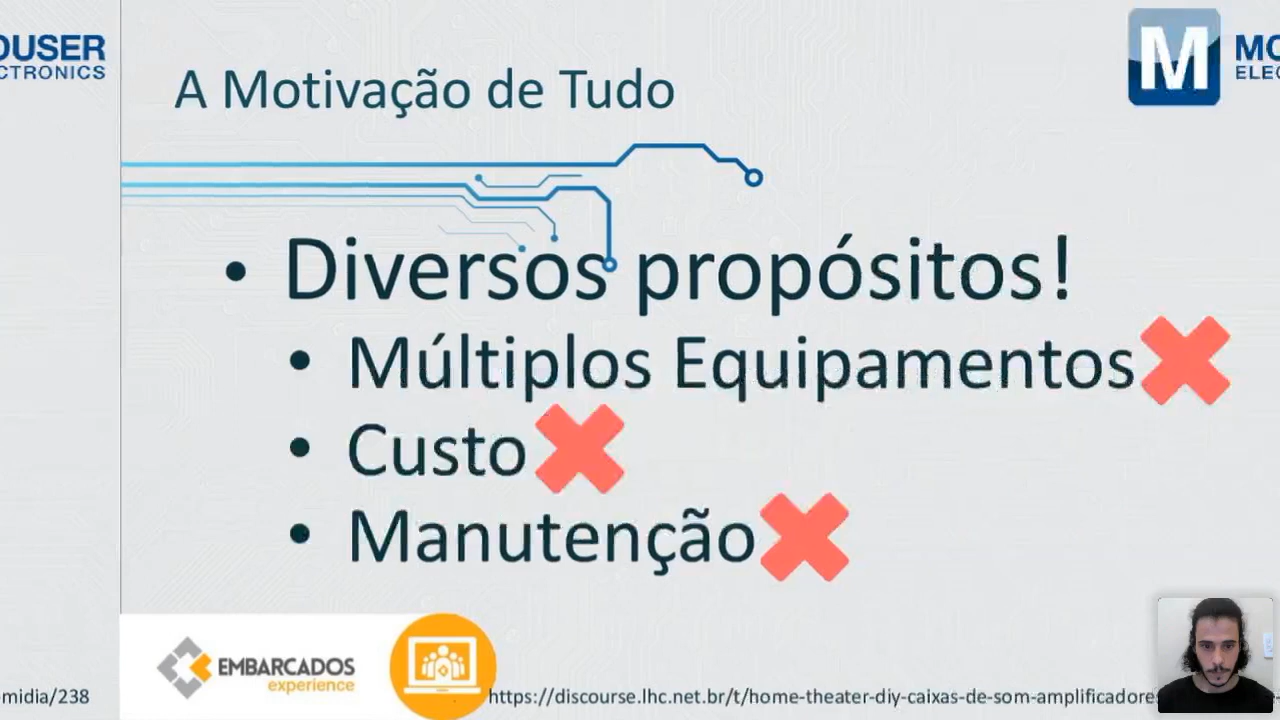 OUSER
CTRONICS
M
MO
ELEC
A Motivação de Tudo
• Diversos propósitos!
• Múltiplos Equipamentos
• Custo
• Manutenção
EMBARCADOS
experience
midia/238
https://discourse.lhc.net.br/t/home-theater-diy-caixas-de-som-amplificadores